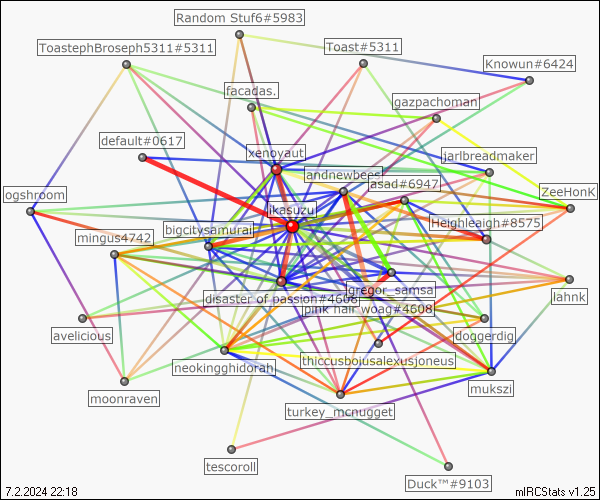 Random Stuf6#5983
ToastephBroseph5311#5311
Toast#5311
Knowun#6424
facadas.
gazpachoman
default#0617
xenoyaut
jarlbreadmaker
andnewbees
asad#6947
ogshroom
ikasuzu
ZeeHonK
bigcitysamurai
Heighleaigh#8575
mingus4742
disaster of passion#4608
gregor_samsa
lahnk
pink hair woag#4608
avelicious
doggerdig
thiccusboiusalexusjoneus
neokingghidorah
mukszi
moonraven
turkey_mcnugget
tescoroll
Duck™#9103
7.2.2024 22:18
mIRCStats v1.25